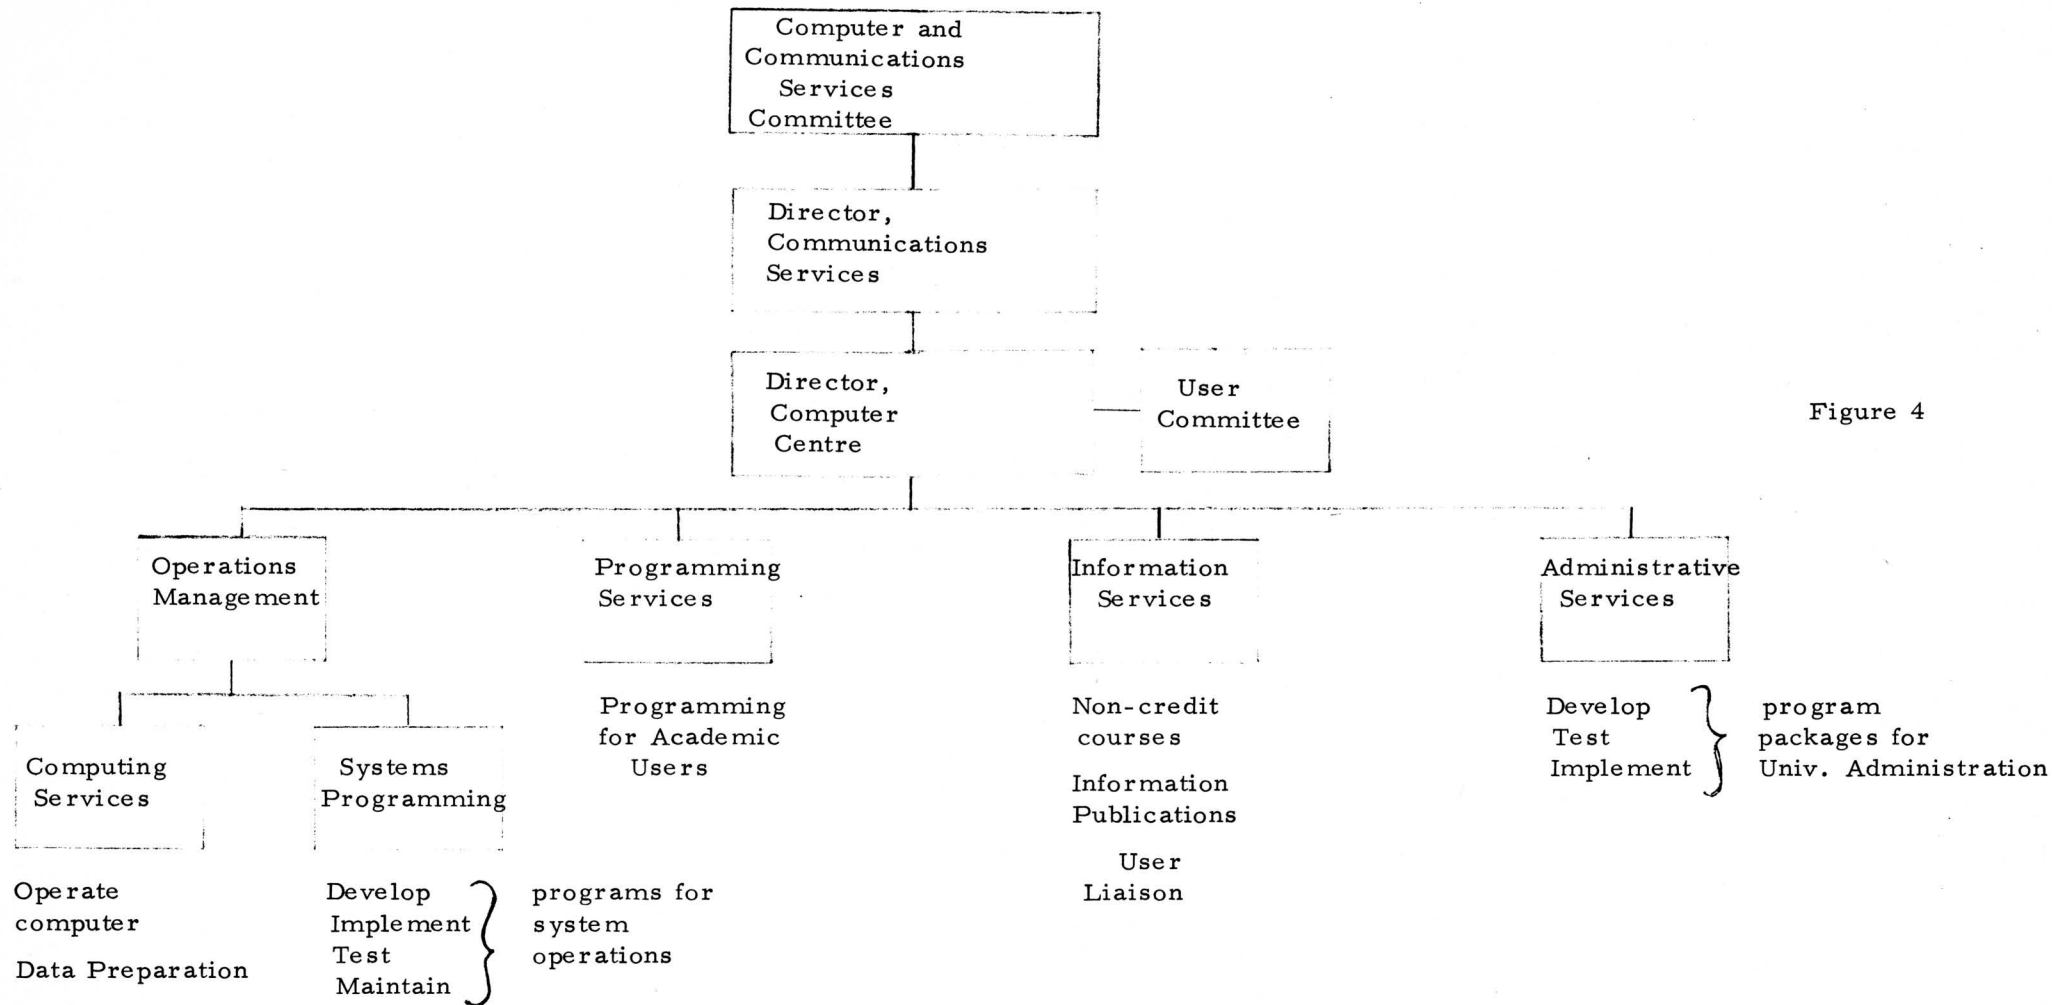 Computer and
Communications
Services
Committee
Director,
Communications
Services
Director,
Computer
Centre
User
Committee
Figure 4
Operations
Management
Programming
Services
Information
Services
Administrative
Services
Computing
Services
Systems
Programming
Programming
for Academic
Users
Non-credit
courses
Information
Publications
User
Liaison
Develop
Test
Implement
program
packages for
Univ. Administration
Operate
computer
Data Preparation
Develop
Implement
Test
Maintain
programs for
system
operations